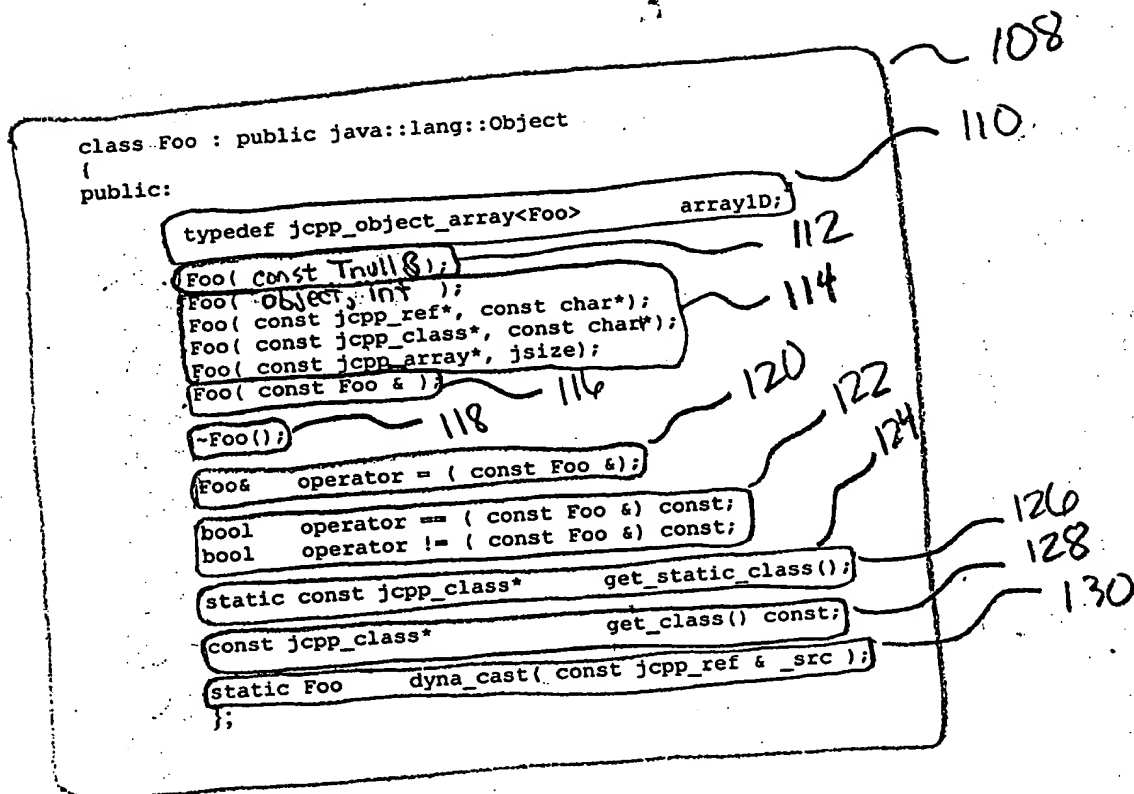 108
class Foo : public java::lang::Object
110
{
public:
typedef jcpp_object_array<Foo> array1D;
112
Foo( const Tnull &);
Foo( object, int );
114
Foo( const jcpp_ref*, const char*);
Foo( const jcpp_class*, const char*);
Foo( const jcpp_array*, jsize);
Foo( const Foo & );
116
120
122
~Foo();
118
124
Foo& operator = ( const Foo &);
bool operator == ( const Foo &) const;
bool operator != ( const Foo &) const;
126
static const jcpp_class* get_static_class();
128
const jcpp_class* get_class() const;
130
static Foo dyna_cast( const jcpp_ref & _src );
};